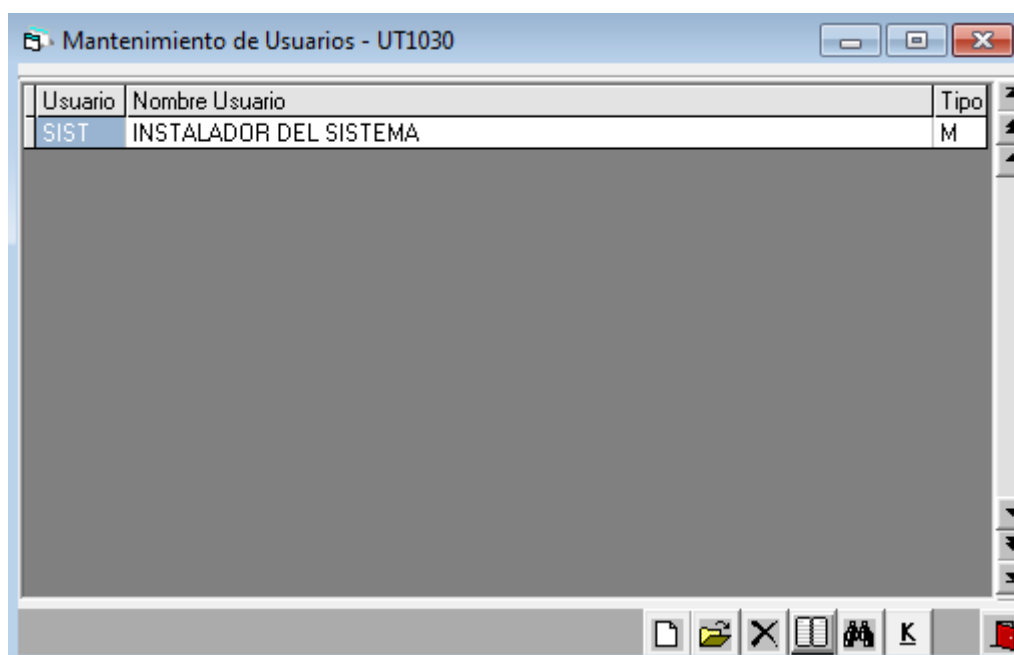 Mantenimiento de Usuarios - UT1030
Usuario Nombre Usuario Tipo
SIST INSTALADOR DEL SISTEMA M
K